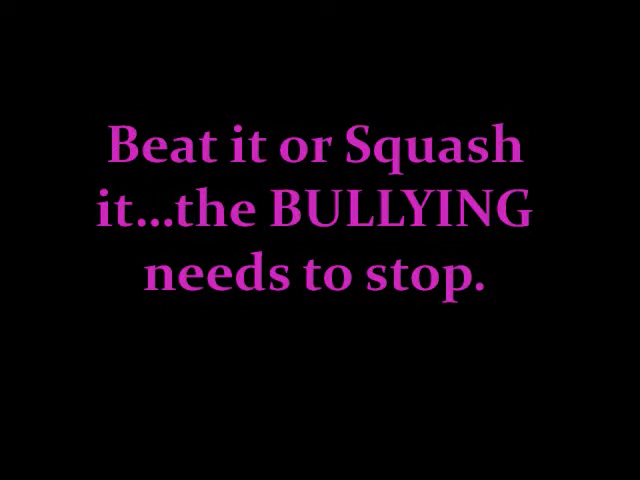 Beat it or Squash
it...the BULLYING
needs to stop.